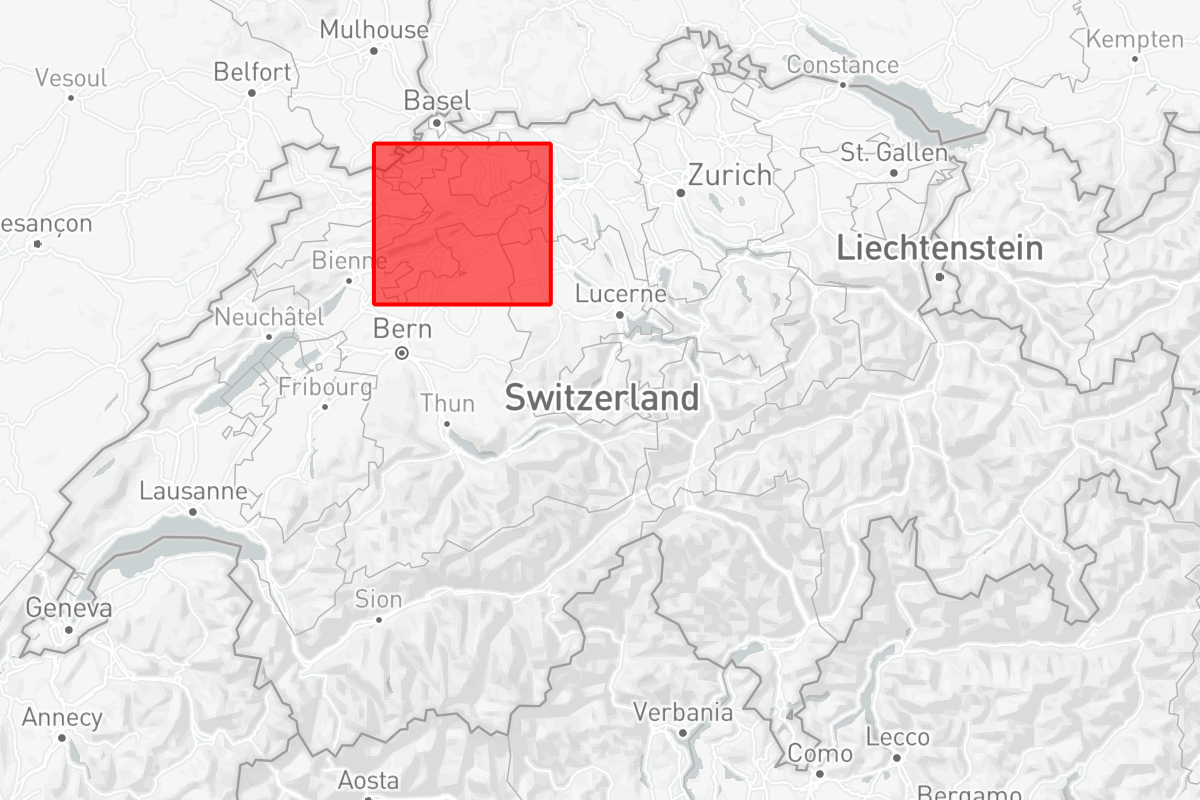 Mulhouse
Kempten
Vesoul
Belfort
Constance
Basel
St. Gallen
Zurich
esançon
Liechtenstein
Bienne
Lucerne
Neuchâtel
Bern
Fribourg
Thun
Switzerland
Lausanne
Sion
Geneva
Annecy
Verbania
Lecco
Como
Aosta
Bergamo